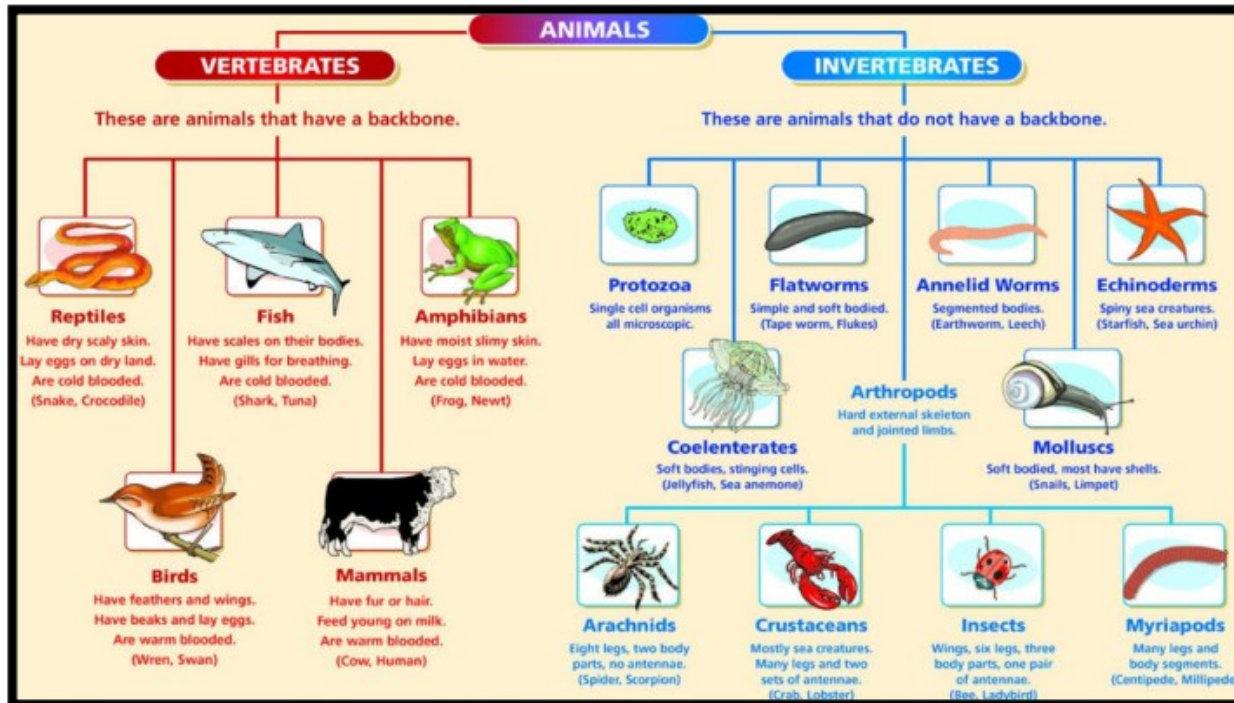 ANIMALS
VERTEBRATES
These are animals that have a backbone.
Reptiles
Have dry scaly skin.
Lay eggs on dry land.
Are cold blooded.
(Snake, Crocodile)
Fish
Have scales on their bodies.
Have gills for breathing.
Are cold blooded.
(Shark, Tuna)
Amphibians
Have moist slimy skin.
Lay eggs in water.
Are cold blooded.
(Frog, Newt)
Birds
Have feathers and wings.
Have beaks and lay eggs.
Are warm blooded.
(Wren, Swan)
Mammals
Have fur or hair.
Feed young on milk.
Are warm blooded.
(Cow, Human)
INVERTEBRATES
These are animals that do not have a backbone.
Protozoa
Single cell organisms
all microscopic.
Flatworms
Simple and soft bodied.
(Tape worm, Flukes)
Annelid Worms
Segmented bodies.
(Earthworm, Leech)
Echinoderms
Spiny sea creatures.
(Starfish, Sea urchin)
Coelenterates
Soft bodies, stinging cells.
(Jellyfish, Sea anemone)
Arthropods
Hard external skeleton
and jointed limbs.
Molluscs
Soft bodied, most have shells.
(Snails, Limpet)
Arachnids
Eight legs, two body
parts, no antennae.
(Spider, Scorpion)
Crustaceans
Mostly sea creatures.
Many legs and two
sets of antennae.
(Crab, Lobster)
Insects
Wings, six legs, three
body parts, one pair
of antennae.
(Bee, Ladybird)
Myriapods
Many legs and
body segments.
(Centipede, Millipede